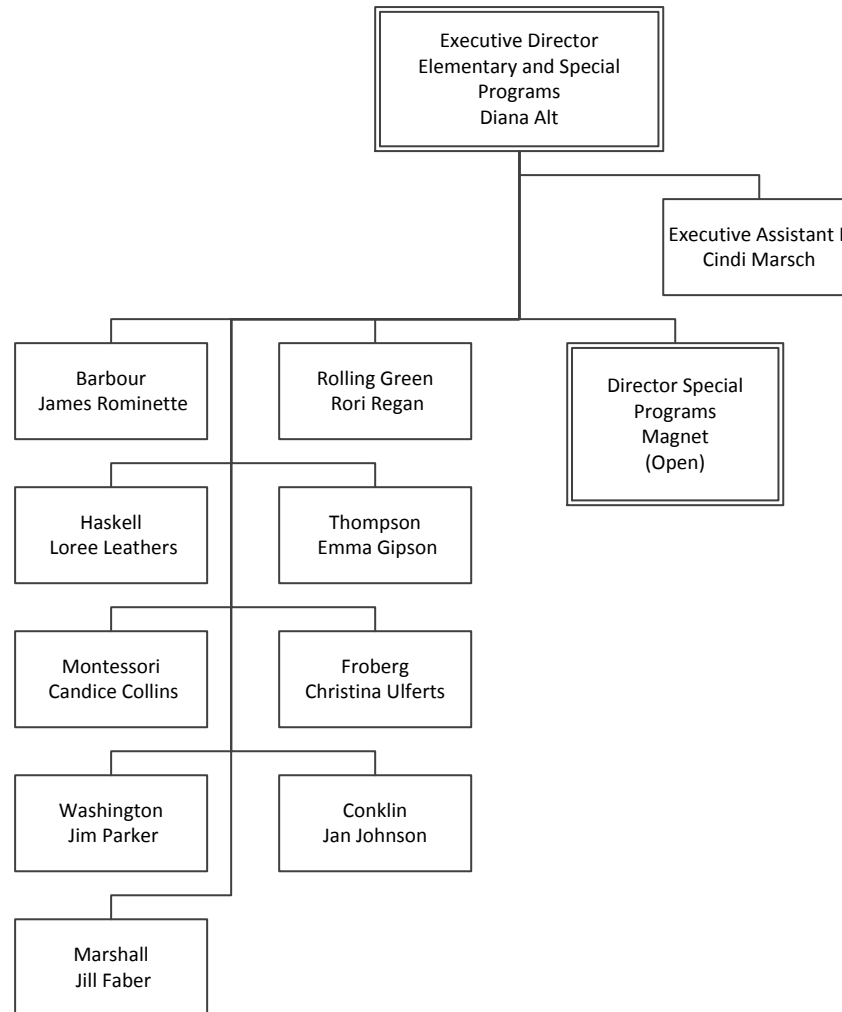 Executive Director
Elementary and Special
Programs
Diana Alt
Executive Assistant
Cindi Marsch
Barbour
James Rominette
Rolling Green
Rori Regan
Director Special
Programs
Magnet
(Open)
Haskell
Loree Leathers
Thompson
Emma Gipson
Montessori
Candice Collins
Froberg
Christina Ulferts
Washington
Jim Parker
Conklin
Jan Johnson
Marshall
Jill Faber